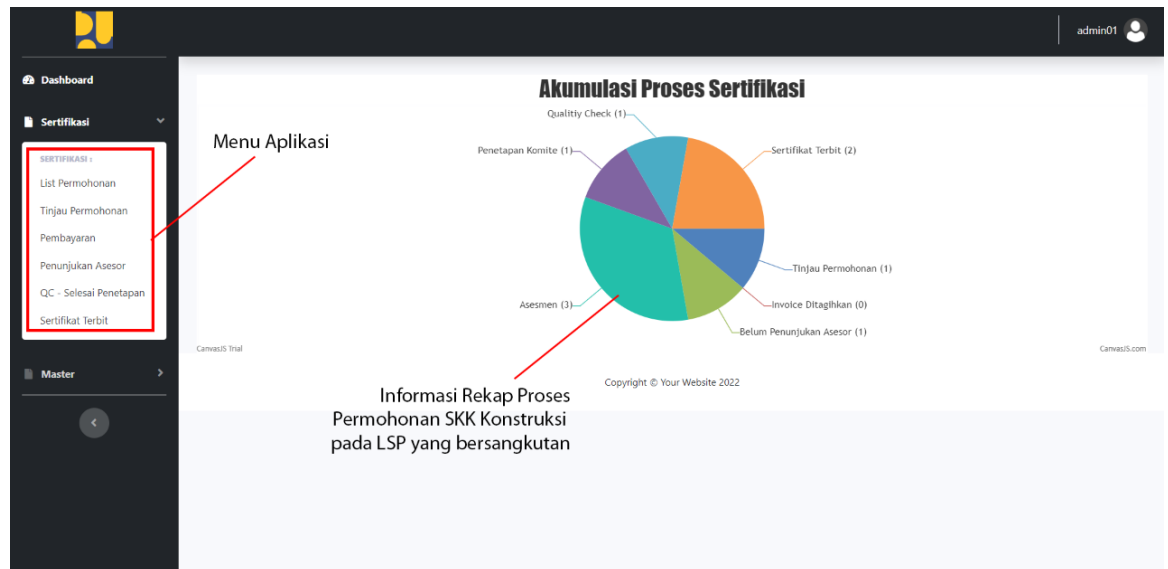 PU
admin01
Dashboard
Sertifikasi
SERTIFIKASI :
List Permohonan
Tinjau Permohonan
Pembayaran
Penunjukan Asesor
QC - Selesai Penetapan
Sertifikat Terbit
Master
Menu Aplikasi
Akumulasi Proses Sertifikasi
Qualitiy Check (1)
Penetapan Komite (1)
Sertifikat Terbit (2)
TInjau Permohonan (1)
Invoice Ditagihkan (0)
Asesmen (3)
Belum Penunjukan Asesor (1)
CanvasJS Trial
CanvasJS.com
Copyright © Your Website 2022
Informasi Rekap Proses
Permohonan SKK Konstruksi
pada LSP yang bersangkutan